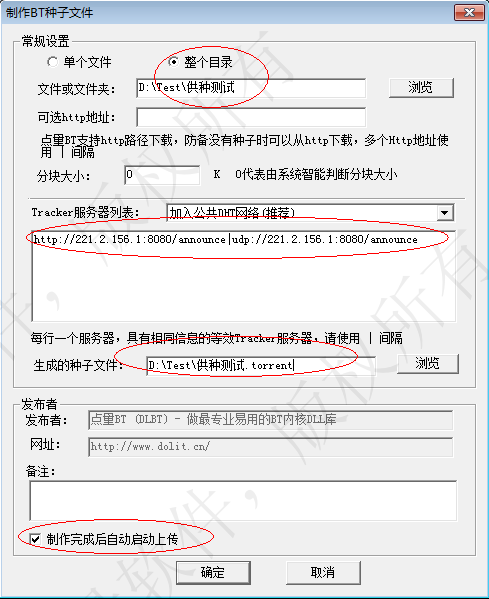 制作BT种子文件
常规设置
单个文件 整个目录
文件或文件夹： D:\Test\供种测试 浏览
可选http地址：
点量BT支持http路径下载，防备没有种子时可以从http下载，多个Http地址使
用 | 间隔
分块大小： 0 K 0代表由系统智能判断分块大小
Tracker服务器列表： 加入公共DHT网络(推荐)
http://221.2.156.1:8080/announce|udp://221.2.156.1:8080/announce
每行一个服务器，具有相同信息的等效Tracker服务器，请使用 | 间隔
生成的种子文件： D:\Test\供种测试.torrent 浏览
发布者
发布者： 点量BT (DLBT) - 做最专业易用的BT内核DLL库
网址： http://www.dolit.cn/
备注：
制作完成后自动启动上传
确定 取消
软件，版权所有